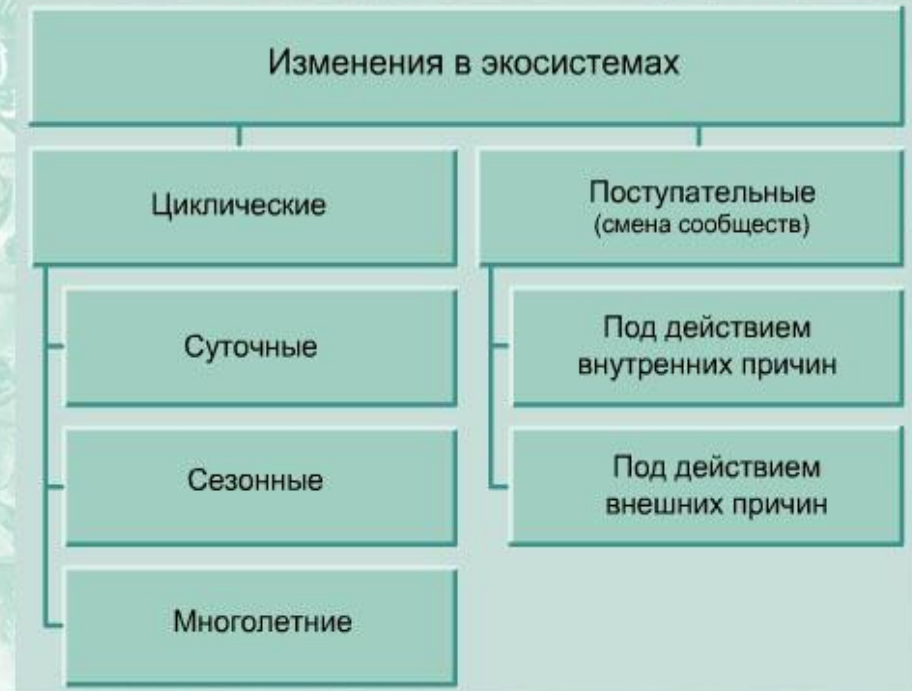 Изменения в экосистемах
Циклические
Суточные
Сезонные
Многолетние
Поступательные
(смена сообществ)
Под действием
внутренних причин
Под действием
внешних причин